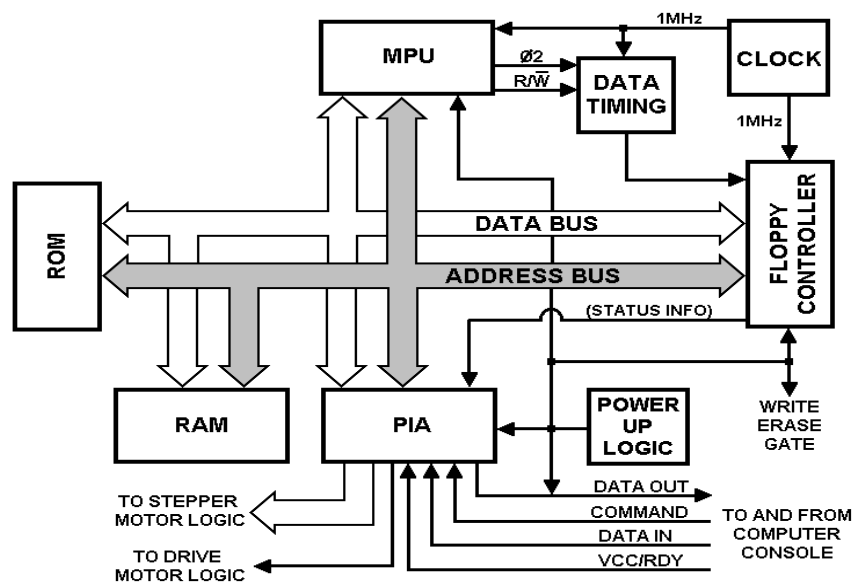 1MHz
MPU
Ø2
R/W̅
DATA
TIMING
CLOCK
1MHz
ROM
DATA BUS
ADDRESS BUS
FLOPPY
CONTROLLER
(STATUS INFO)
RAM
PIA
POWER
UP
LOGIC
WRITE
ERASE
GATE
TO STEPPER
MOTOR LOGIC
DATA OUT
COMMAND
DATA IN
VCC/RDY
TO AND FROM
COMPUTER
CONSOLE
TO DRIVE
MOTOR LOGIC